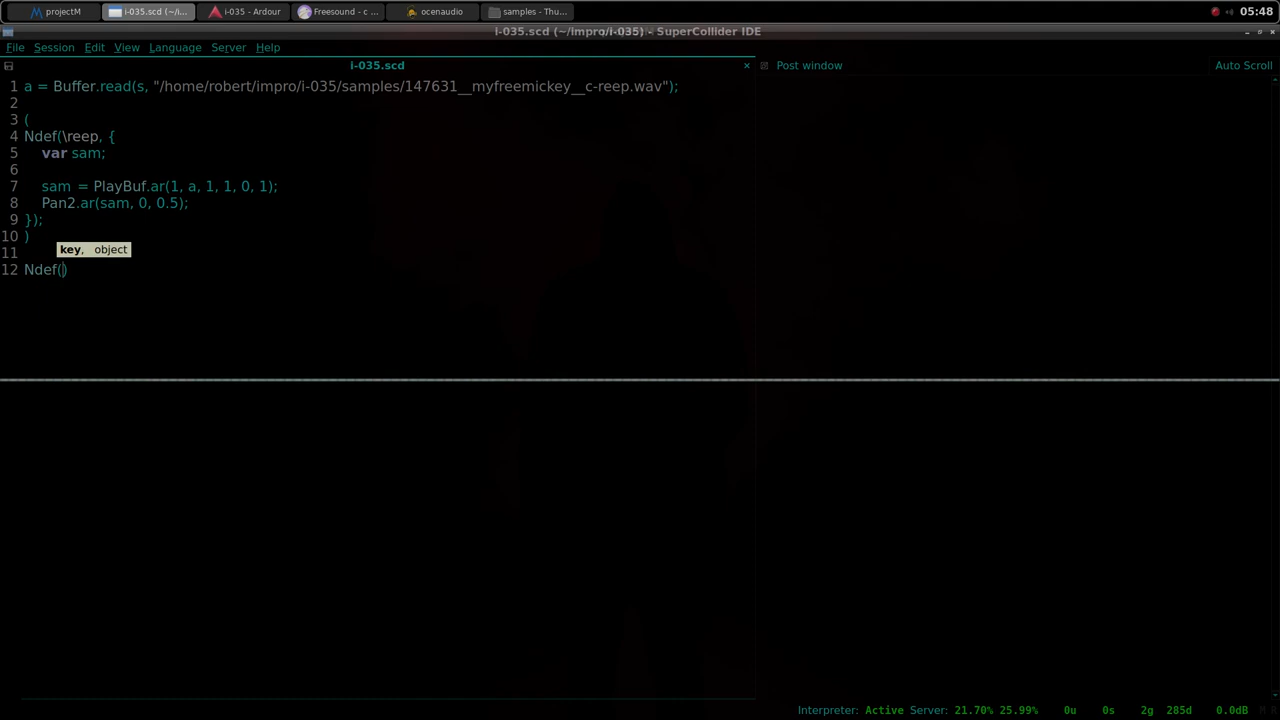 projectM
i-035.scd (~/i...
i-035 - Ardour
Freesound - c ...
ocenaudio
samples - Thu...
05:48
i-035.scd (~/impro/i-035) - SuperCollider IDE
File Session Edit View Language Server Help
i-035.scd
Post window
Auto Scroll
1 a = Buffer.read(s, "/home/robert/impro/i-035/samples/147631__myfreemickey__c-reep.wav");
2
3 (
4 Ndef(\reep, {
5 var sam;
6
7 sam = PlayBuf.ar(1, a, 1, 1, 0, 1);
8 Pan2.ar(sam, 0, 0.5);
9 });
10 )
key, object
11
12 Ndef()
Interpreter: Active Server: 21.70% 25.99% 0u 0s 2g 285d 0.0dB